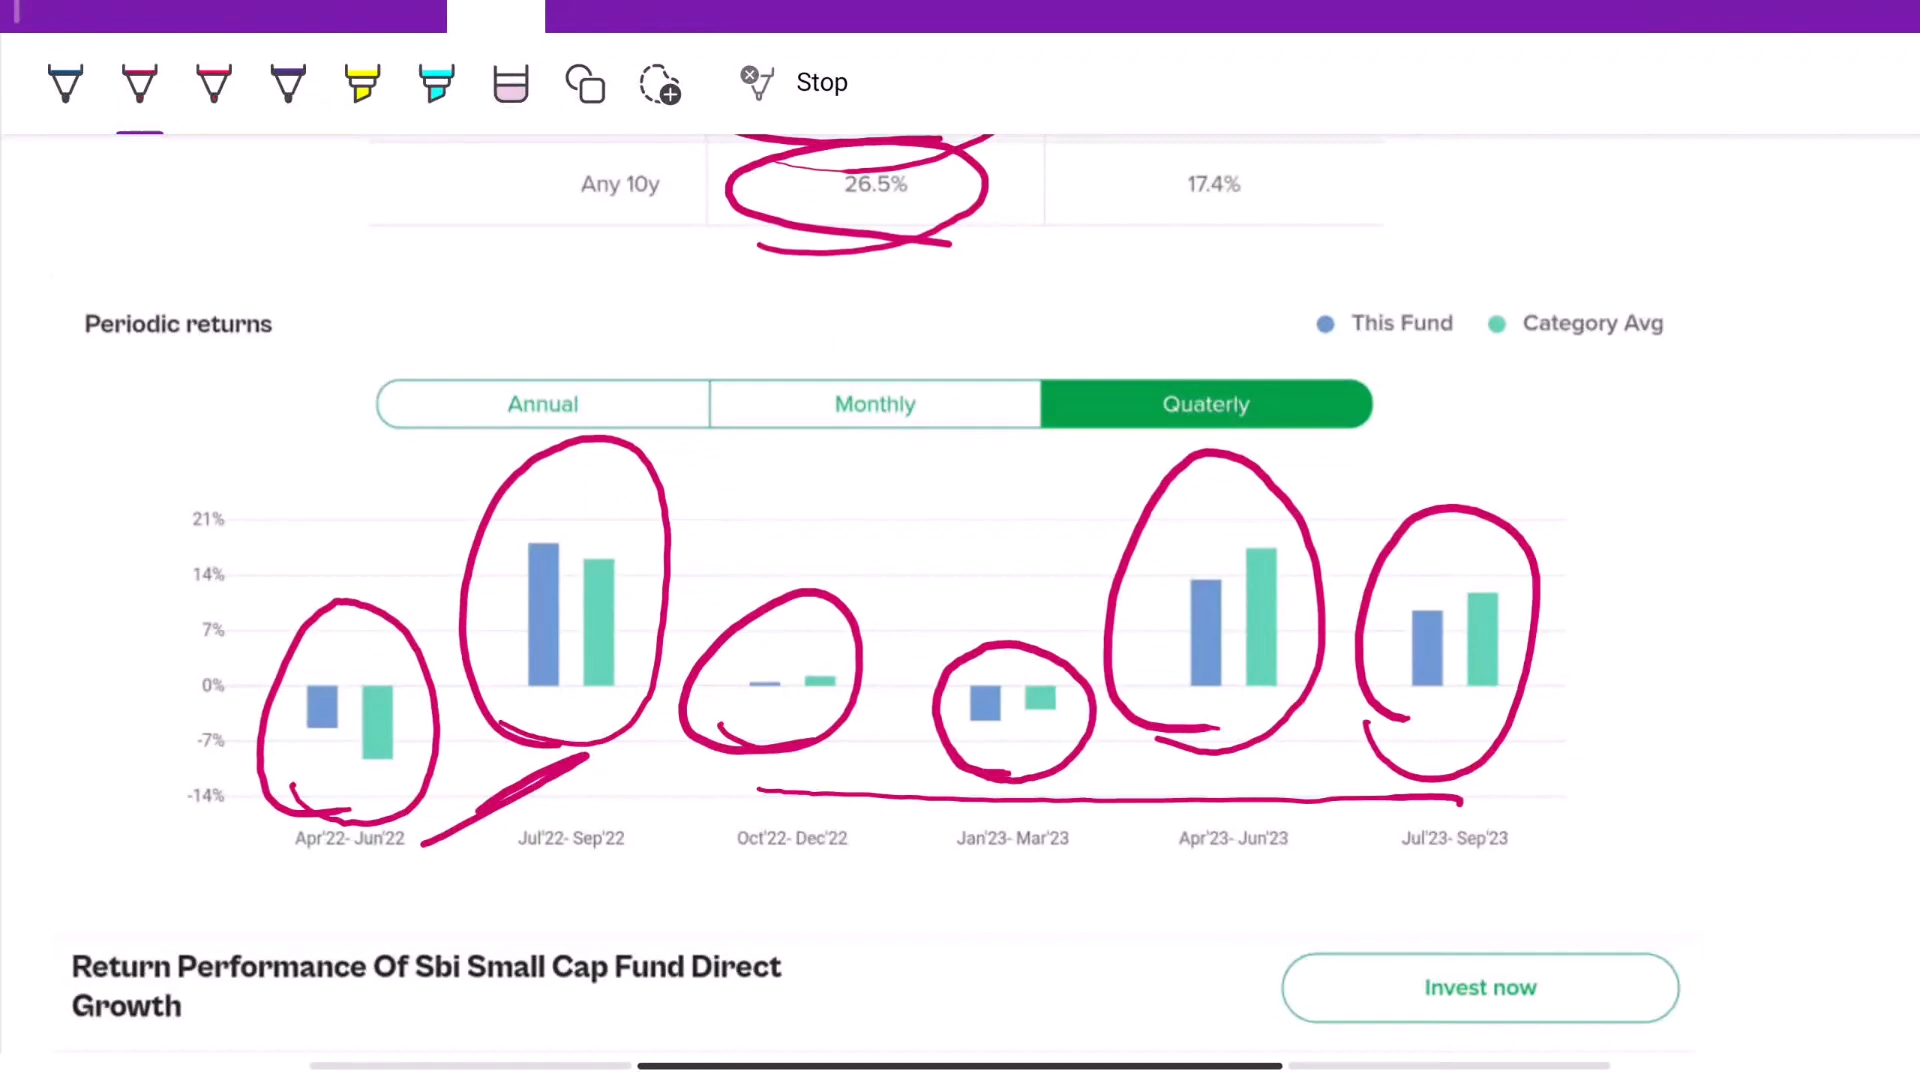 Stop
Any 10y 26.5% 17.4%
Periodic returns
This Fund Category Avg
Annual Monthly Quaterly
21%
14%
7%
0%
-7%
-14%
Apr'22- Jun'22 Jul'22- Sep'22 Oct'22- Dec'22 Jan'23- Mar'23 Apr'23- Jun'23 Jul'23- Sep'23
Return Performance Of Sbi Small Cap Fund Direct
Growth
Invest now